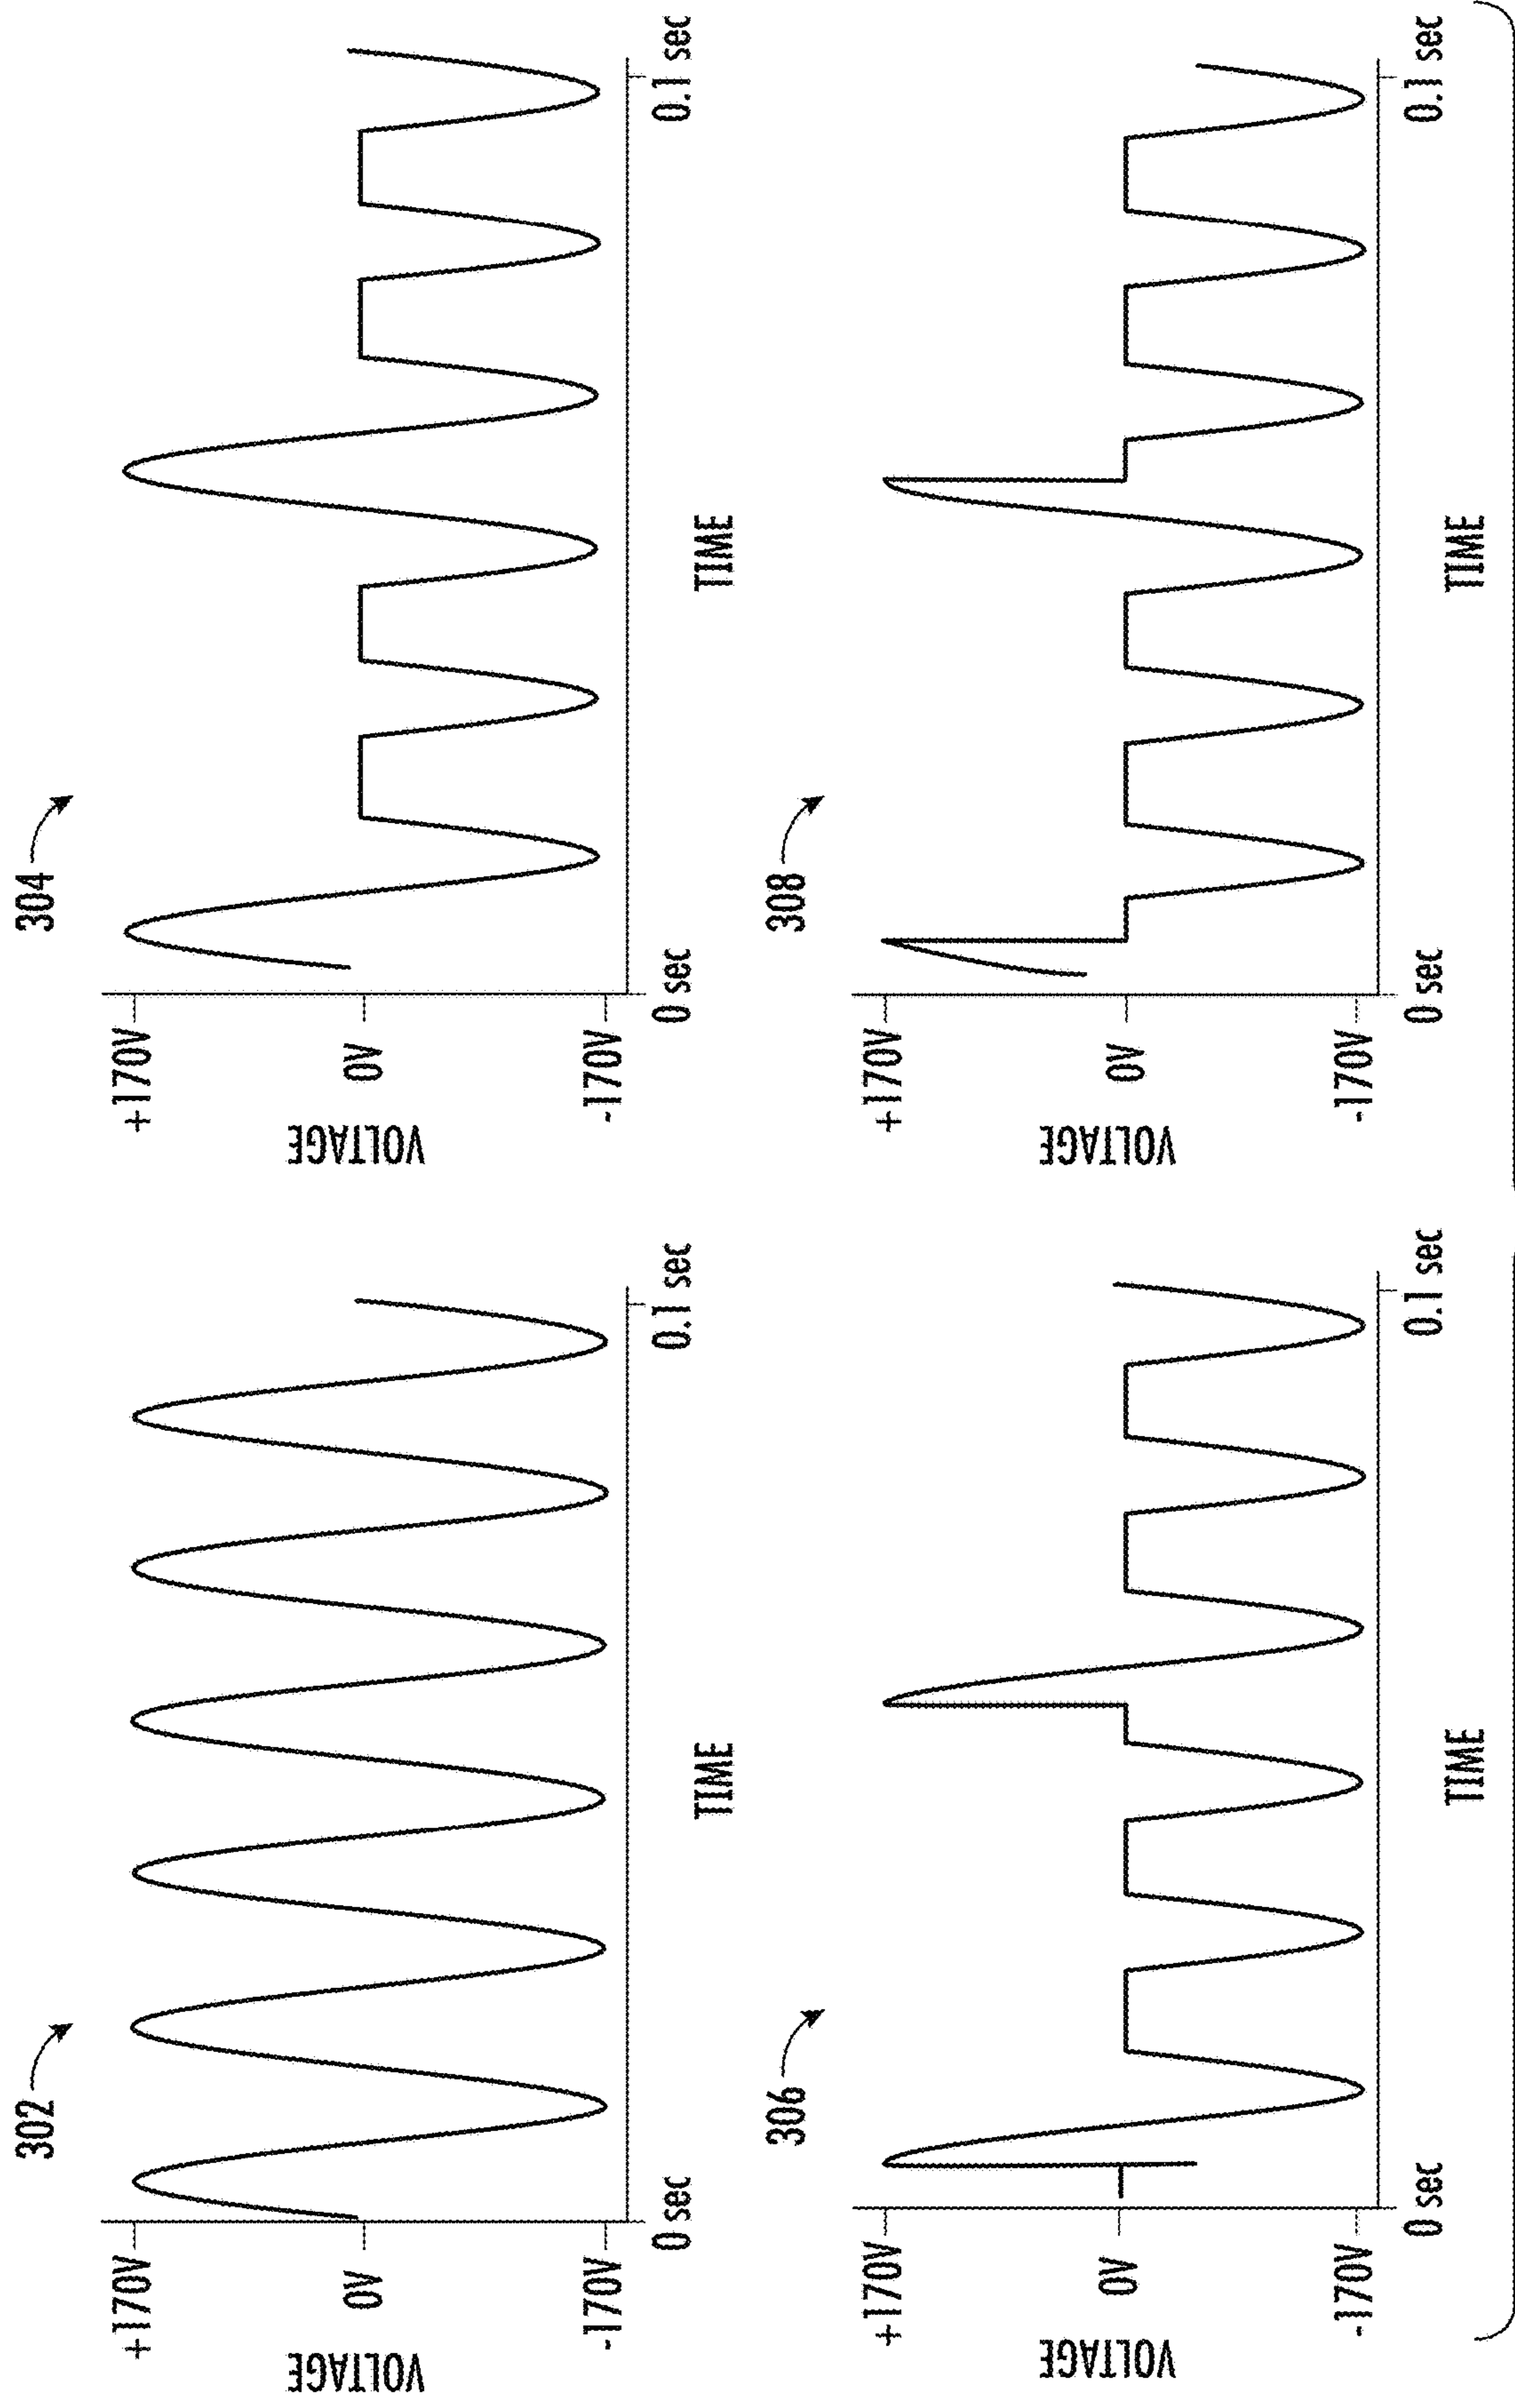 302
+170V
0V
-170V
VOLTAGE
0 sec
0.1 sec
TIME
304
+170V
0V
-170V
VOLTAGE
0 sec
0.1 sec
TIME
306
+170V
0V
-170V
VOLTAGE
0 sec
0.1 sec
TIME
308
+170V
0V
-170V
VOLTAGE
0 sec
0.1 sec
TIME